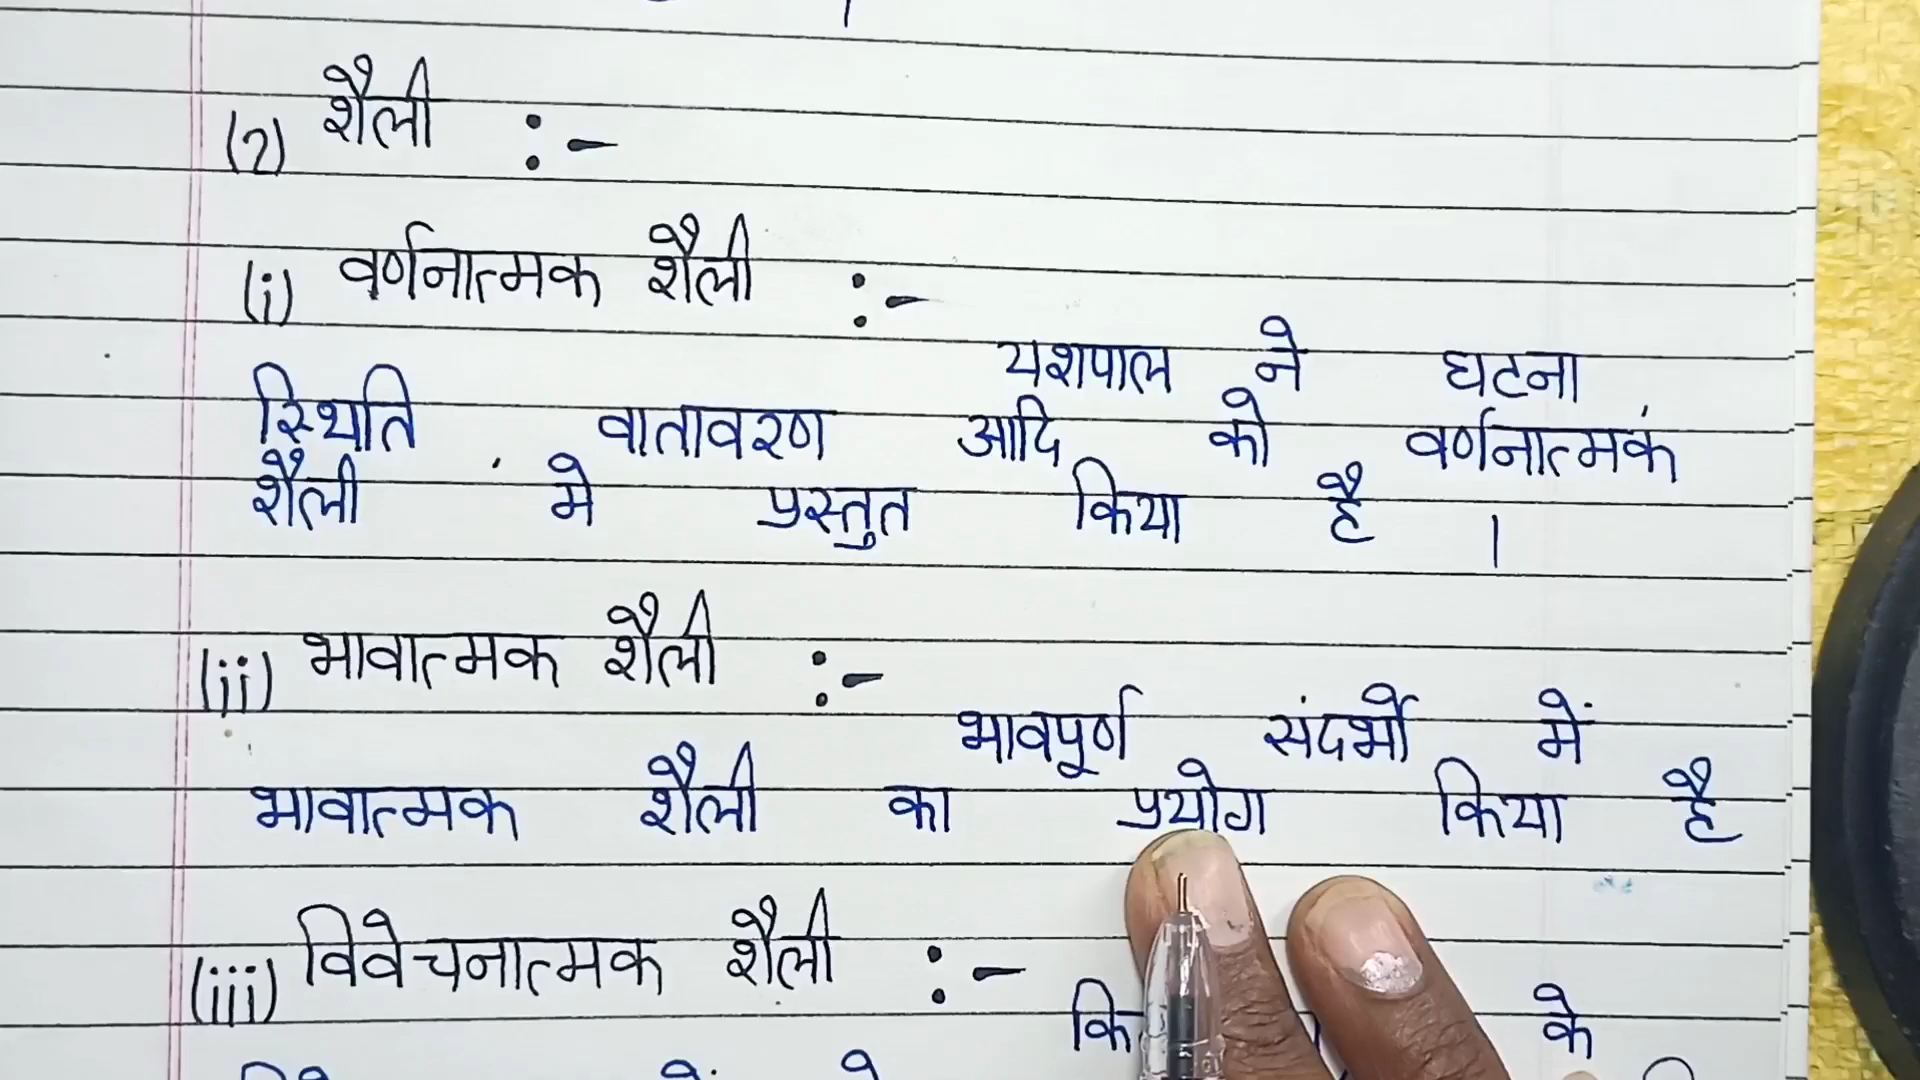 (2) शैली :-
(i) वर्णनात्मक शैली :-
यशपाल ने घटना
स्थिति वातावरण आदि को वर्णनात्मक
शैली मे प्रस्तुत किया है ।
(ii) भावात्मक शैली :-
भावपूर्ण संदर्भो में
भावात्मक शैली का प्रयोग किया है
(iii) विवेचनात्मक शैली :-
के